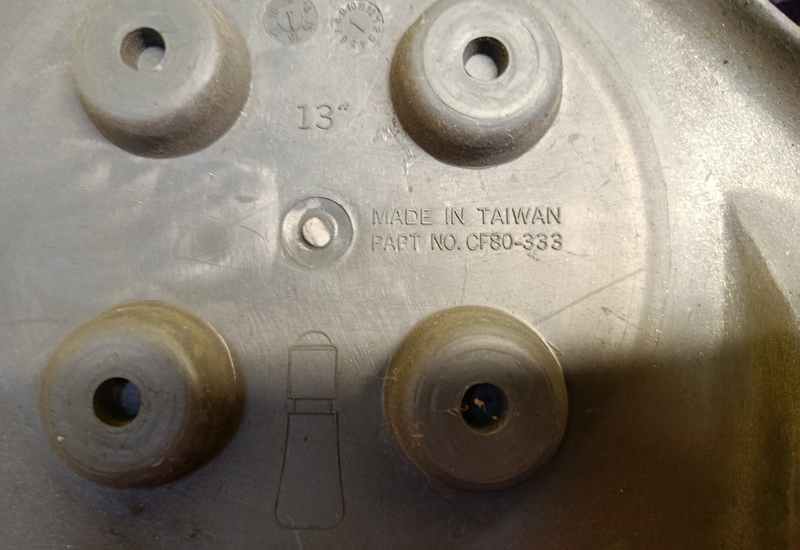 13"
MADE IN TAIWAN
PART NO. CF80-333